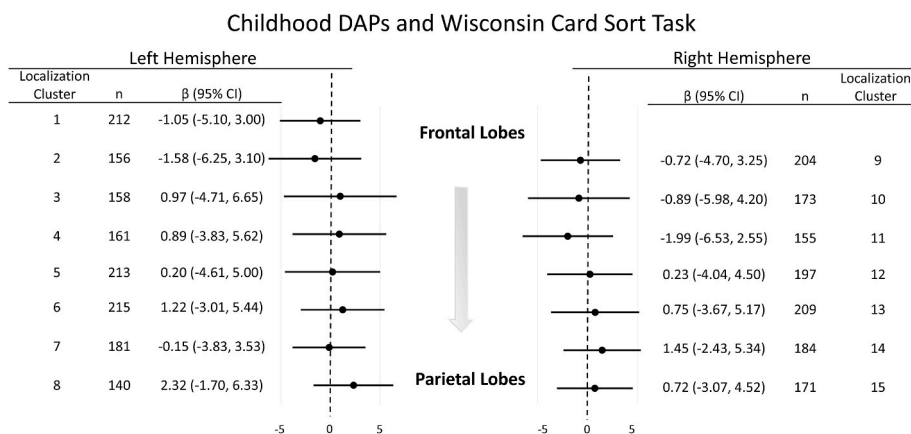 Childhood DAPs and Wisconsin Card Sort Task
Left Hemisphere
Localization
Cluster n β (95% CI)
1 212 -1.05 (-5.10, 3.00)
2 156 -1.58 (-6.25, 3.10)
3 158 0.97 (-4.71, 6.65)
4 161 0.89 (-3.83, 5.62)
5 213 0.20 (-4.61, 5.00)
6 215 1.22 (-3.01, 5.44)
7 181 -0.15 (-3.83, 3.53)
8 140 2.32 (-1.70, 6.33)
-5 0 5
Frontal Lobes
Parietal Lobes
Right Hemisphere
Localization
β (95% CI) n Cluster
-0.72 (-4.70, 3.25) 204 9
-0.89 (-5.98, 4.20) 173 10
-1.99 (-6.53, 2.55) 155 11
0.23 (-4.04, 4.50) 197 12
0.75 (-3.67, 5.17) 209 13
1.45 (-2.43, 5.34) 184 14
0.72 (-3.07, 4.52) 171 15
-5 0 5